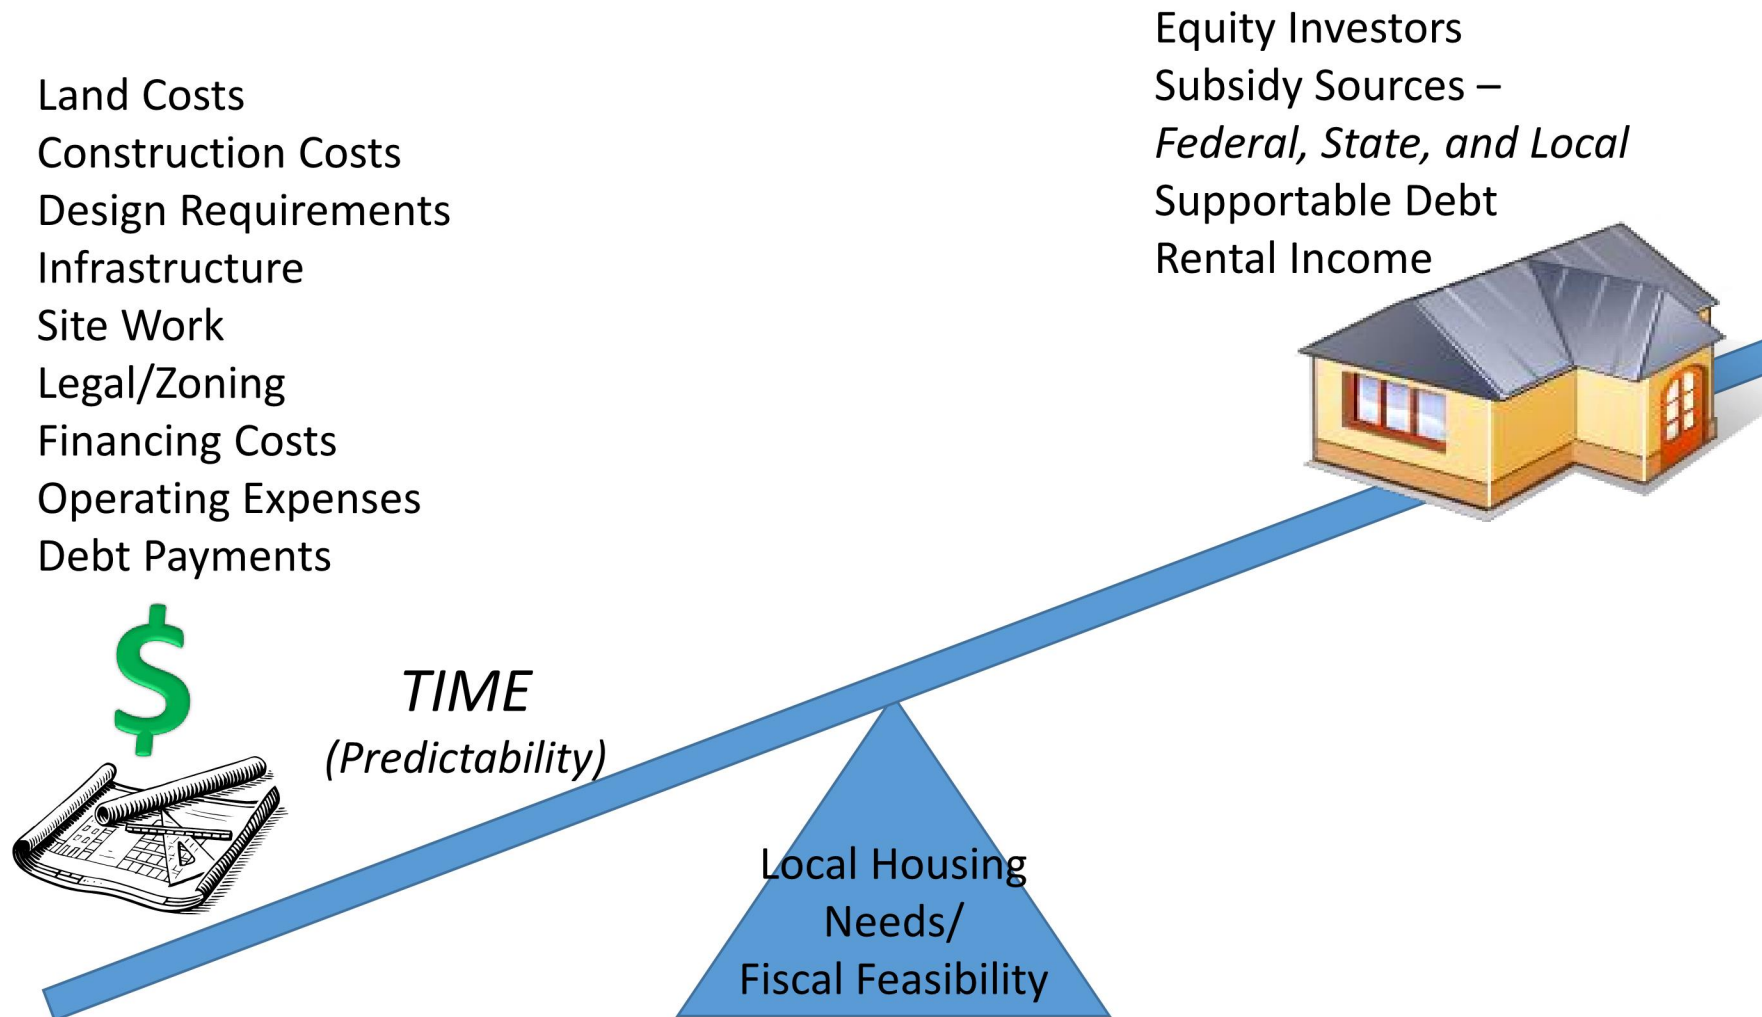 Land Costs
Construction Costs
Design Requirements
Infrastructure
Site Work
Legal/Zoning
Financing Costs
Operating Expenses
Debt Payments
$
TIME
(Predictability)
Equity Investors
Subsidy Sources –
Federal, State, and Local
Supportable Debt
Rental Income
Local Housing
Needs/
Fiscal Feasibility